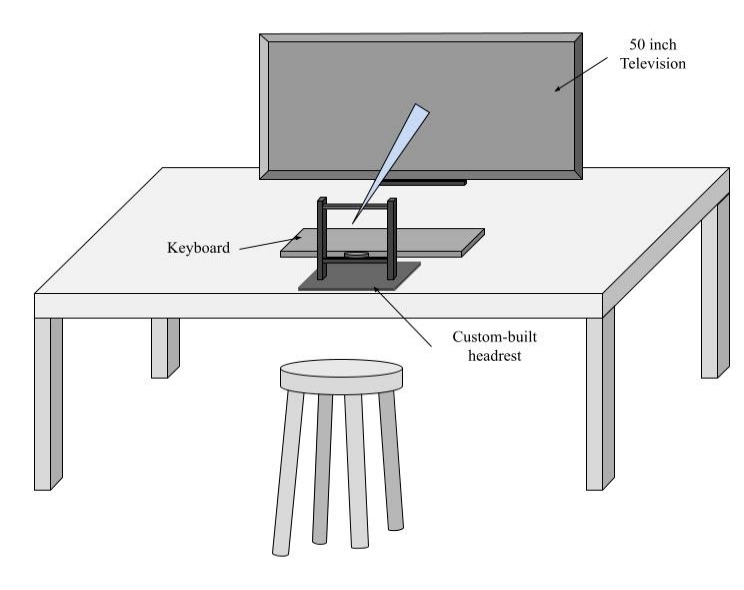 50 inch
Television
Keyboard
Custom-built
headrest